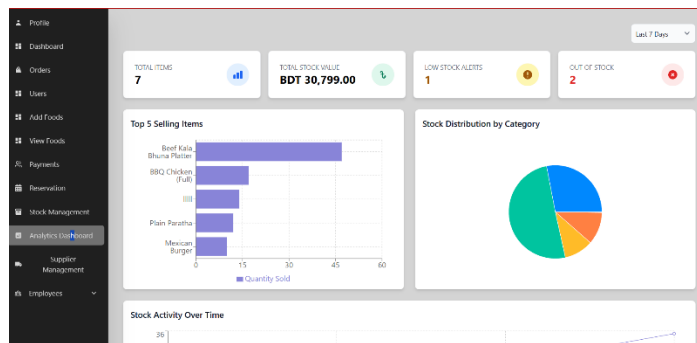 Profile
Dashboard
Orders
Users
Add Foods
View Foods
Payments
Reservation
Stock Management
Analytics Dashboard
Supplier
Management
Employees
Last 7 Days
TOTAL ITEMS
7
TOTAL STOCK VALUE
BDT 30,799.00
LOW STOCK ALERTS
1
OUT OF STOCK
2
Top 5 Selling Items
Beef Kala
Bhuna Platter
BBQ Chicken
(Full)
Plain Paratha
Mexican
Burger
0 15 30 45 60
Quantity Sold
Stock Distribution by Category
Stock Activity Over Time
36